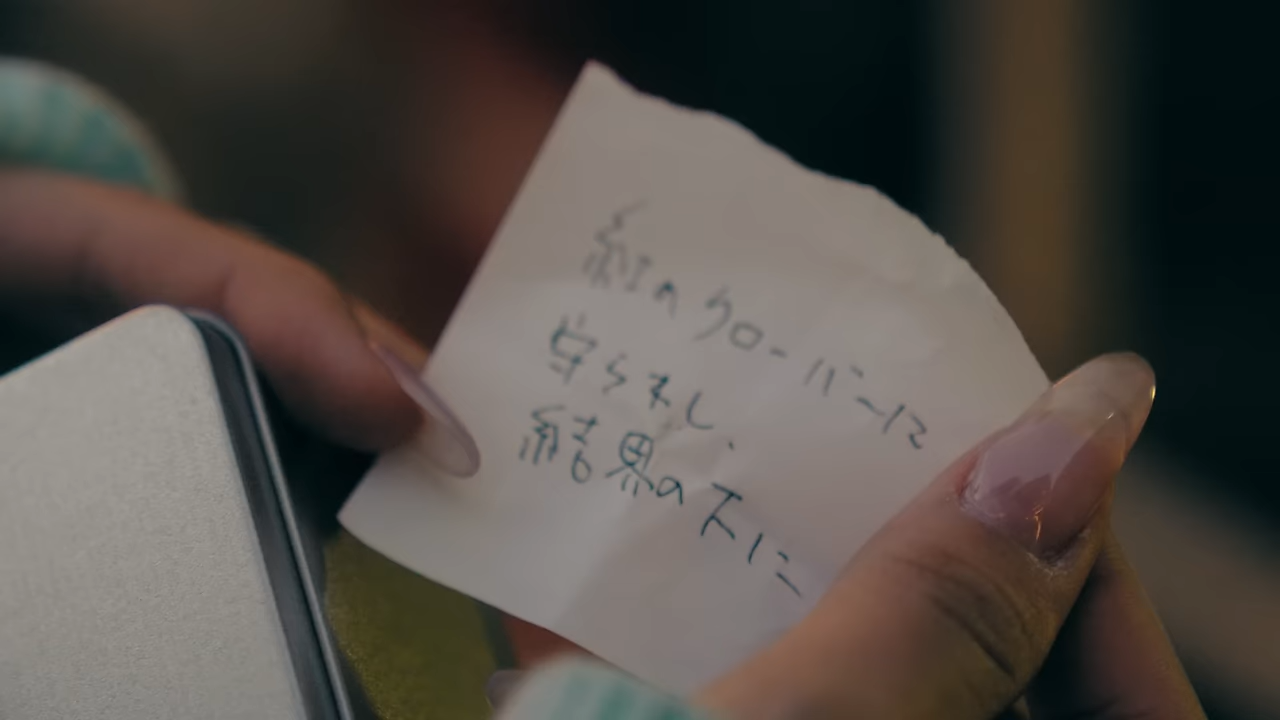 紅のクローバーに
守られし、
結界の下に